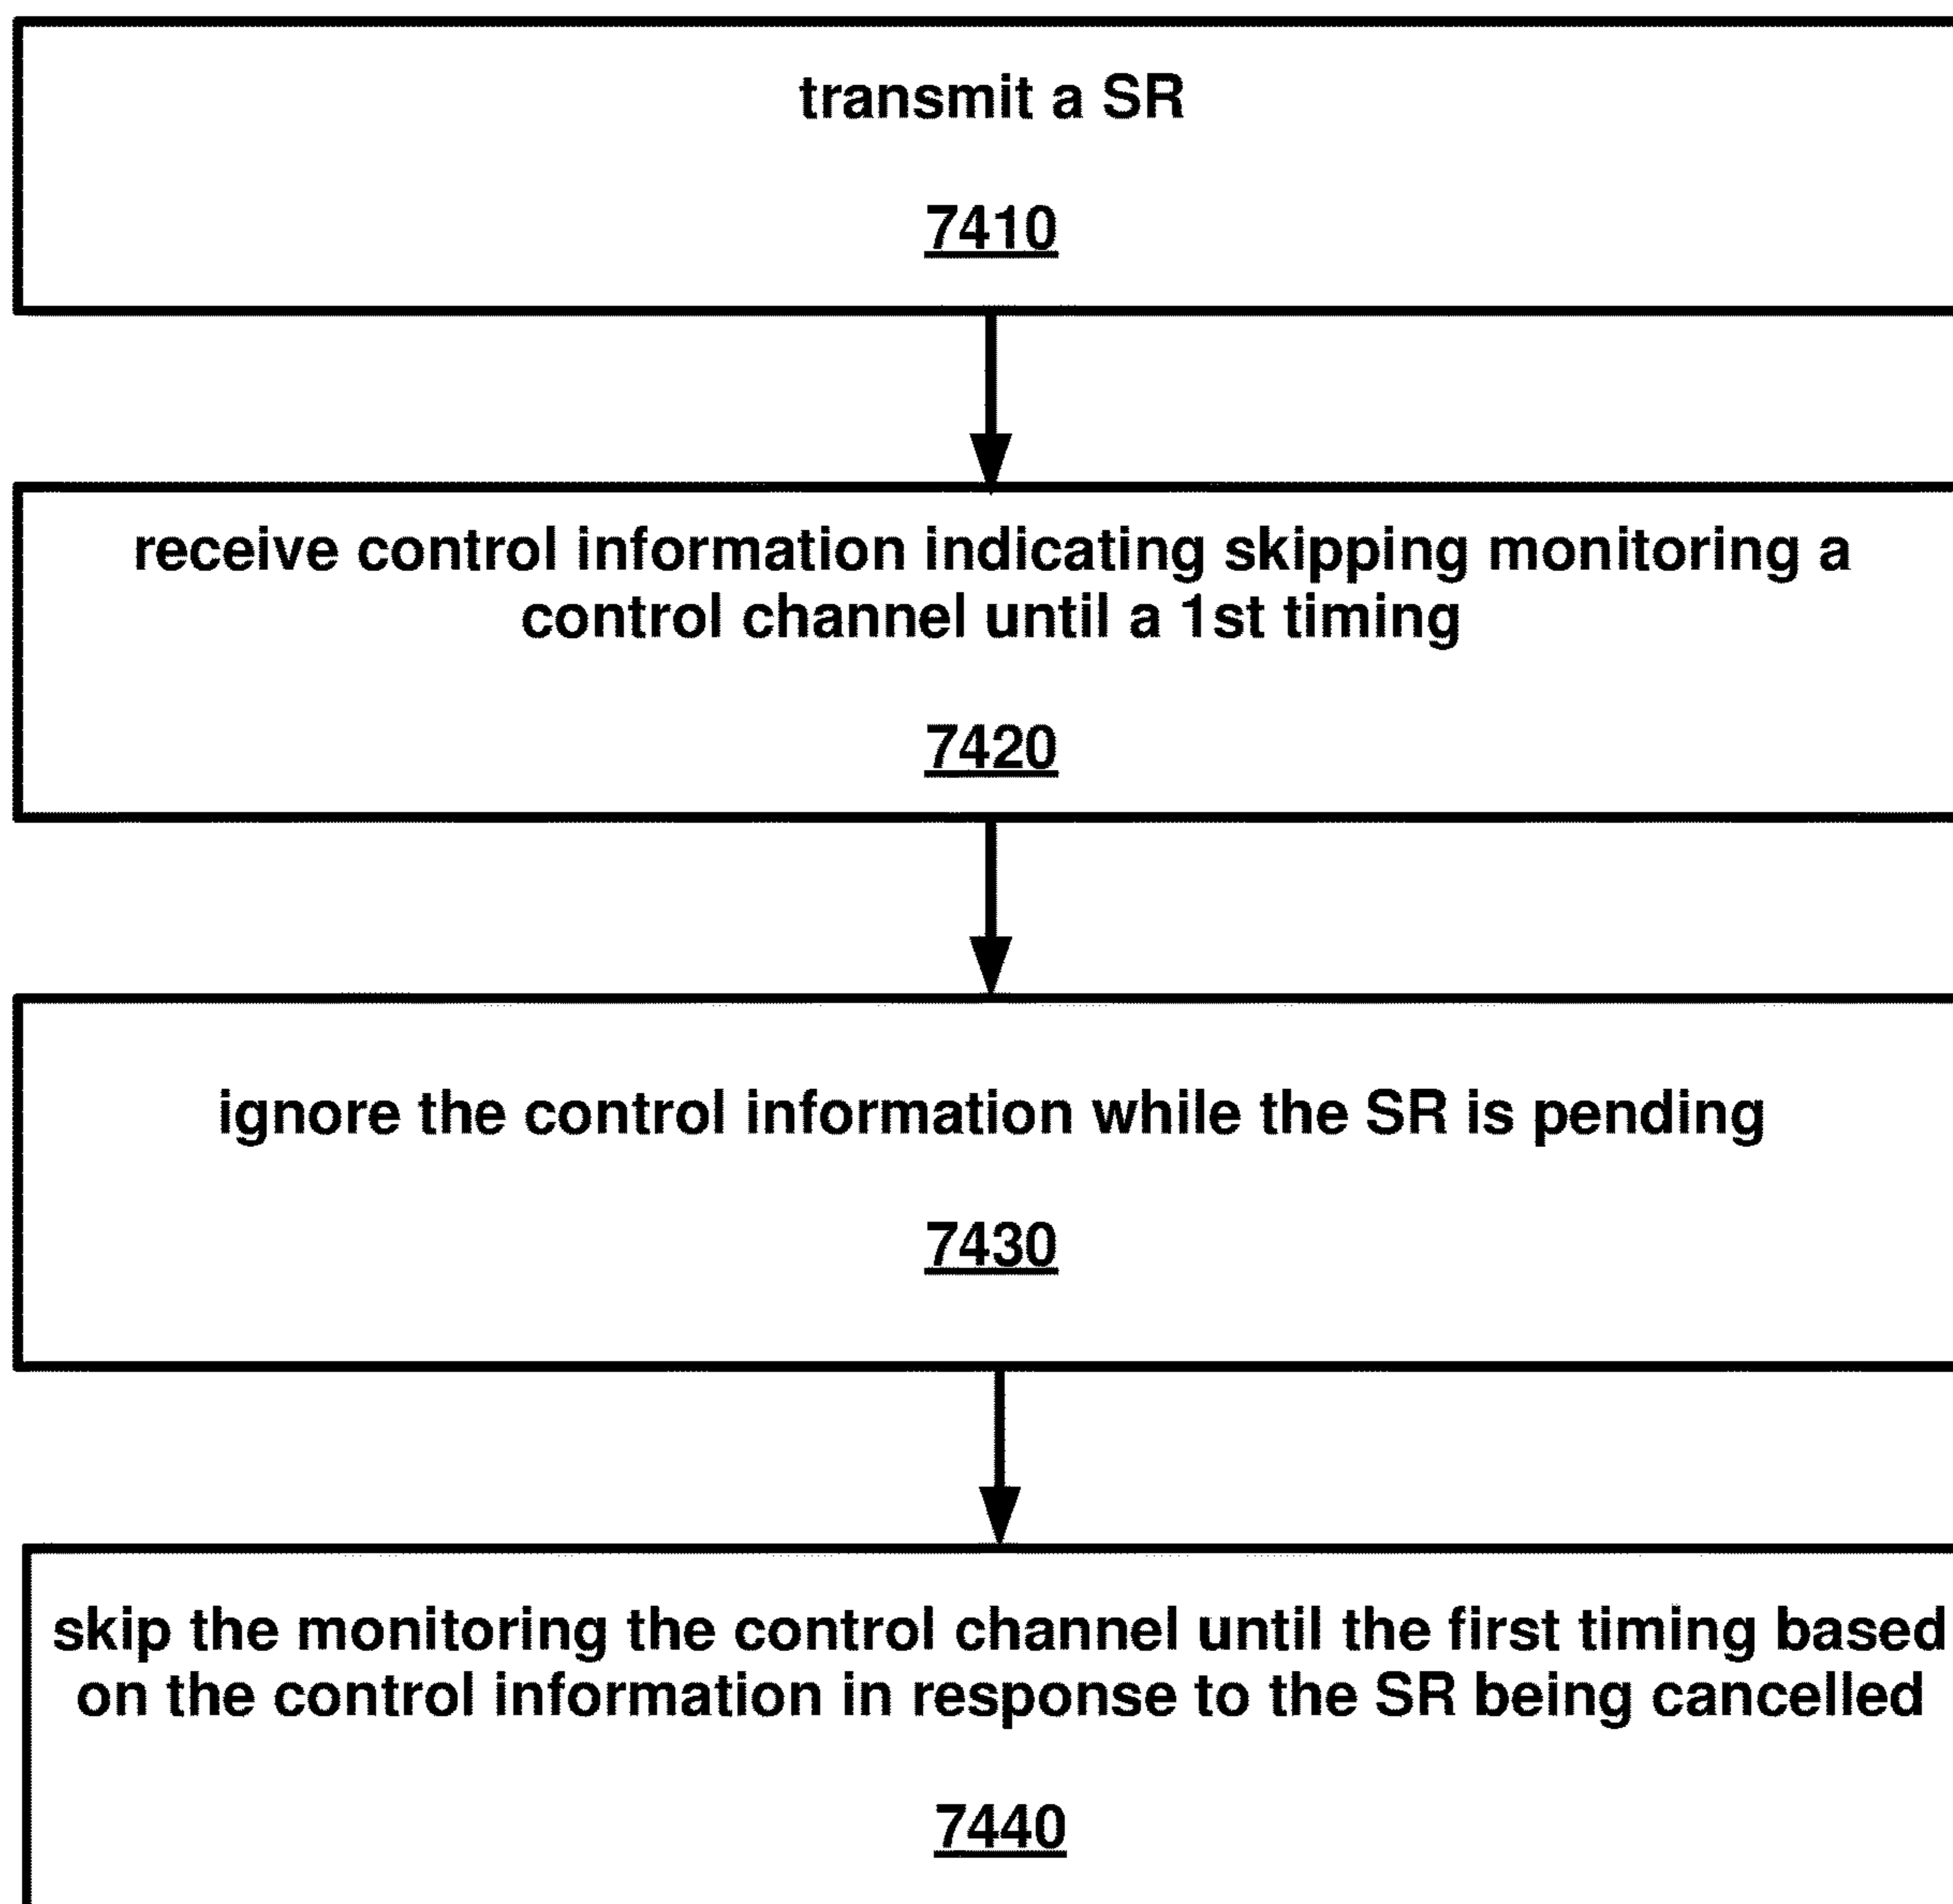 transmit a SR
7410
receive control information indicating skipping monitoring a
control channel until a 1st timing
7420
ignore the control information while the SR is pending
7430
skip the monitoring the control channel until the first timing based
on the control information in response to the SR being cancelled
7440